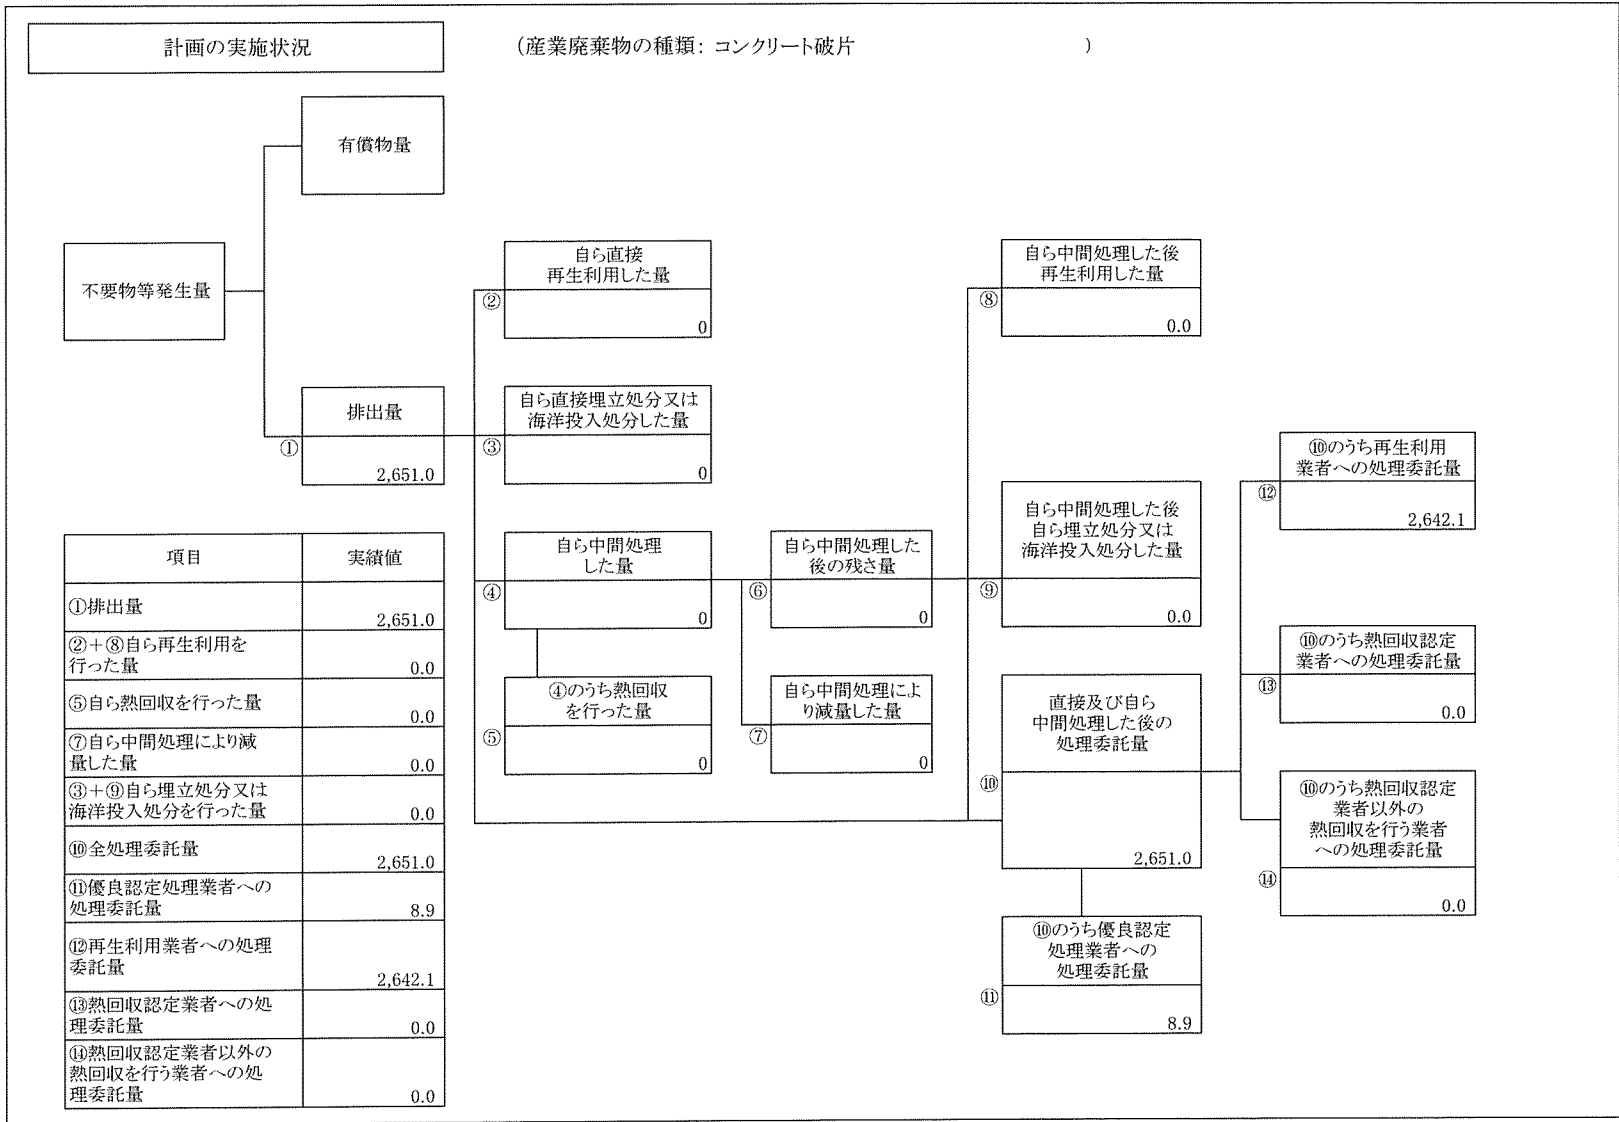 計画の実施状況
(産業廃棄物の種類: コンクリート破片 )
有償物量
不要物等発生量
排出量
①
2,651.0
自ら直接
再生利用した量
②
0
自ら直接埋立処分又は
海洋投入処分した量
③
0
自ら中間処理
した量
④
0
④のうち熱回収
を行った量
⑤
0
自ら中間処理した
後の残さ量
⑥
0
自ら中間処理によ
り減量した量
⑦
0
自ら中間処理した後
再生利用した量
⑧
0.0
自ら中間処理した後
自ら埋立処分又は
海洋投入処分した量
⑨
0.0
直接及び自ら
中間処理した後の
処理委託量
⑩
2,651.0
⑩のうち優良認定
処理業者への
処理委託量
⑪
8.9
⑩のうち再生利用
業者への処理委託量
⑫
2,642.1
⑩のうち熱回収認定
業者への処理委託量
⑬
0.0
⑩のうち熱回収認定
業者以外の
熱回収を行う業者
への処理委託量
⑭
0.0
項目 実績値
①排出量
2,651.0
②+⑧自ら再生利用を
行った量 0.0
⑤自ら熱回収を行った量
0.0
⑦自ら中間処理により減
量した量 0.0
③+⑨自ら埋立処分又は
海洋投入処分を行った量 0.0
⑩全処理委託量
2,651.0
⑪優良認定処理業者への
処理委託量 8.9
⑫再生利用業者への処理
委託量
2,642.1
⑬熱回収認定業者への処
理委託量 0.0
⑭熱回収認定業者以外の
熱回収を行う業者への処
理委託量 0.0